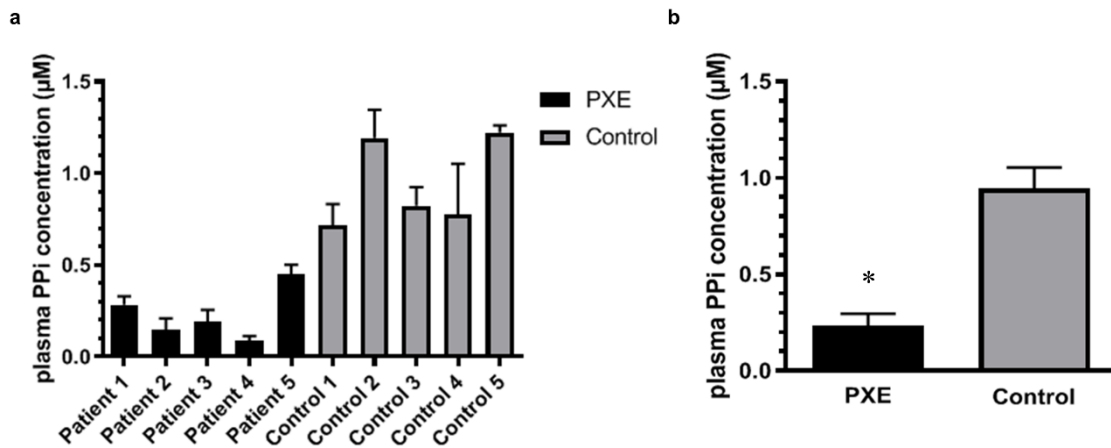 a
plasma PPi concentration (µM)
1.5
1.0
0.5
0.0
Patient 1
Patient 2
Patient 3
Patient 4
Patient 5
Control 1
Control 2
Control 3
Control 4
Control 5
PXE
Control
b
plasma PPi concentration (µM)
1.5
1.0
0.5
0.0
*
PXE
Control